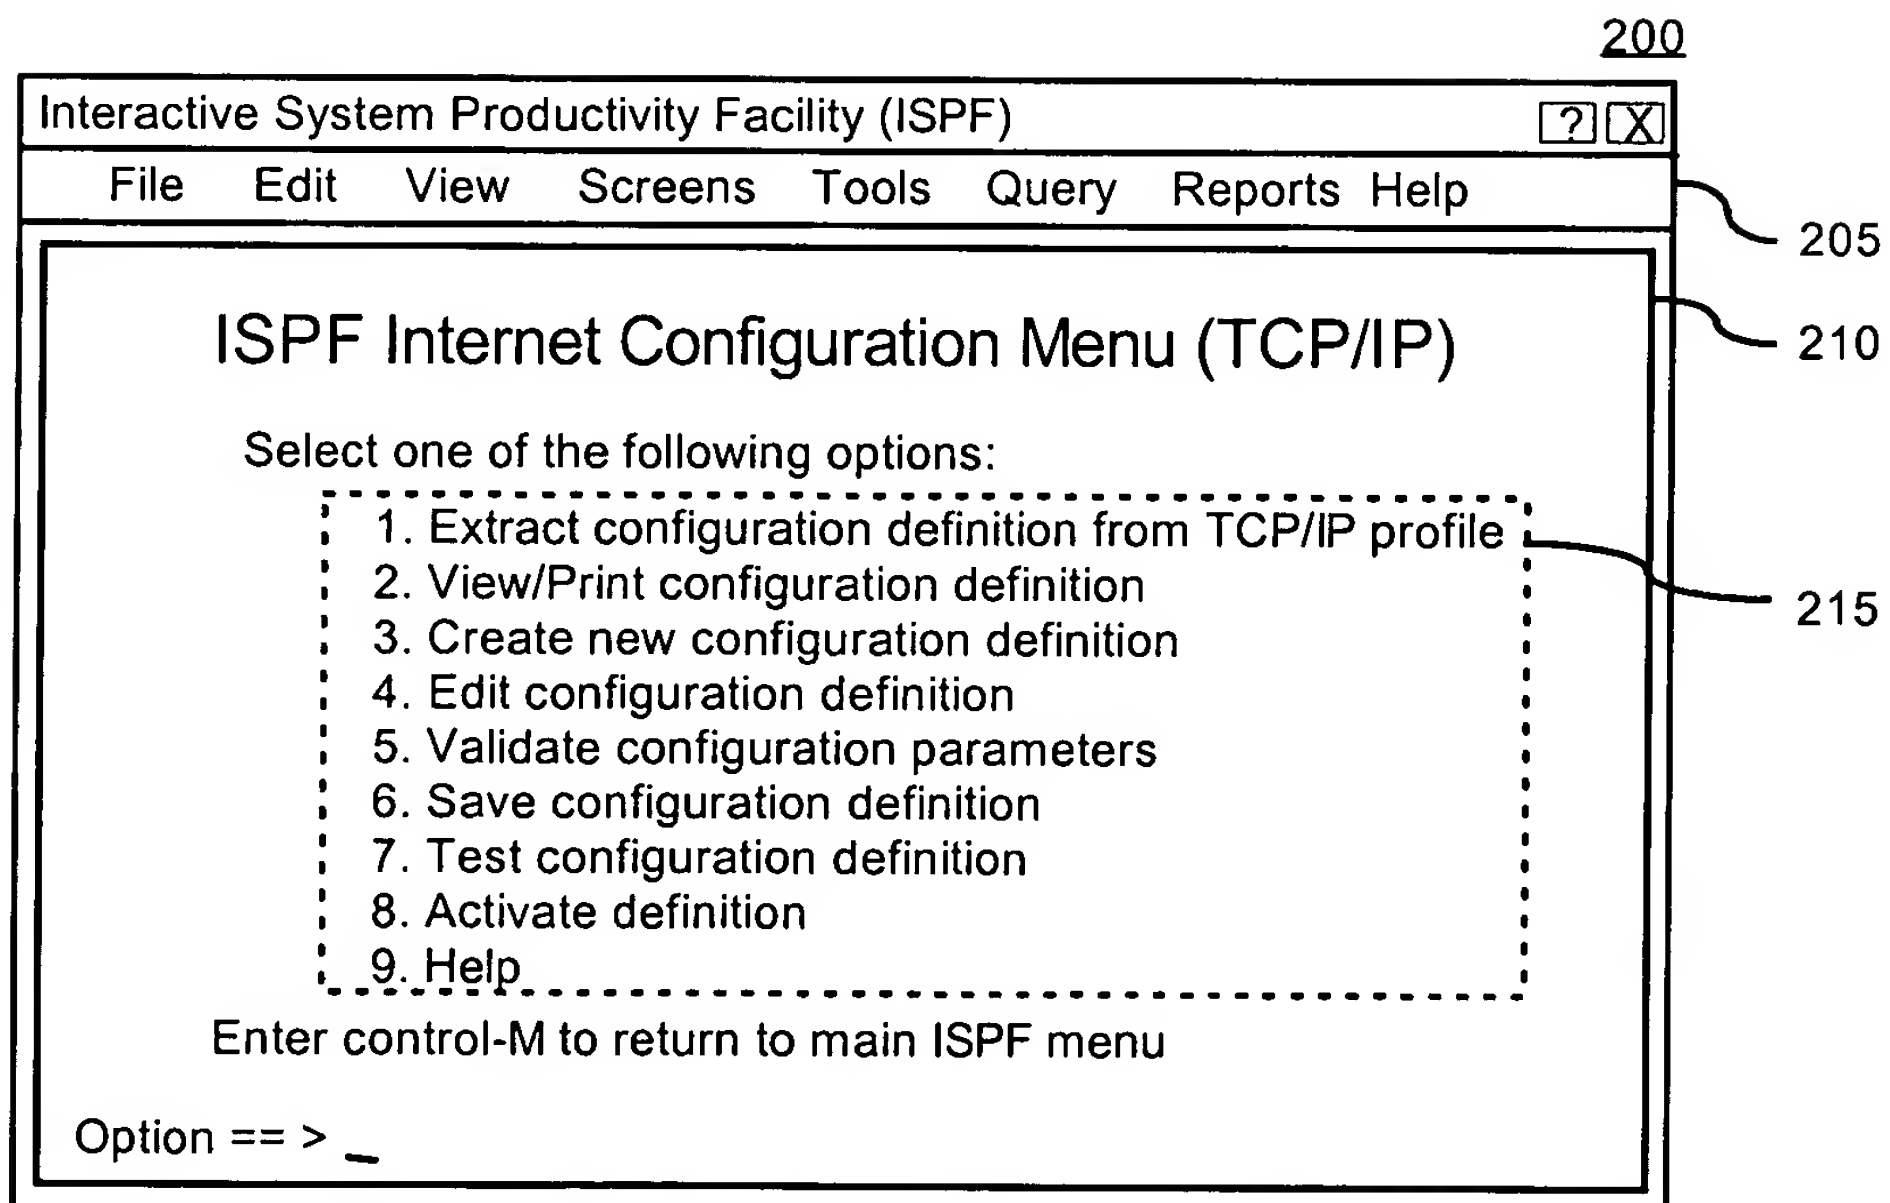 200
Interactive System Productivity Facility (ISPF) ? X
File Edit View Screens Tools Query Reports Help
205
210
ISPF Internet Configuration Menu (TCP/IP)
Select one of the following options:
1. Extract configuration definition from TCP/IP profile
2. View/Print configuration definition
215
3. Create new configuration definition
4. Edit configuration definition
5. Validate configuration parameters
6. Save configuration definition
7. Test configuration definition
8. Activate definition
9. Help
Enter control-M to return to main ISPF menu
Option == > _